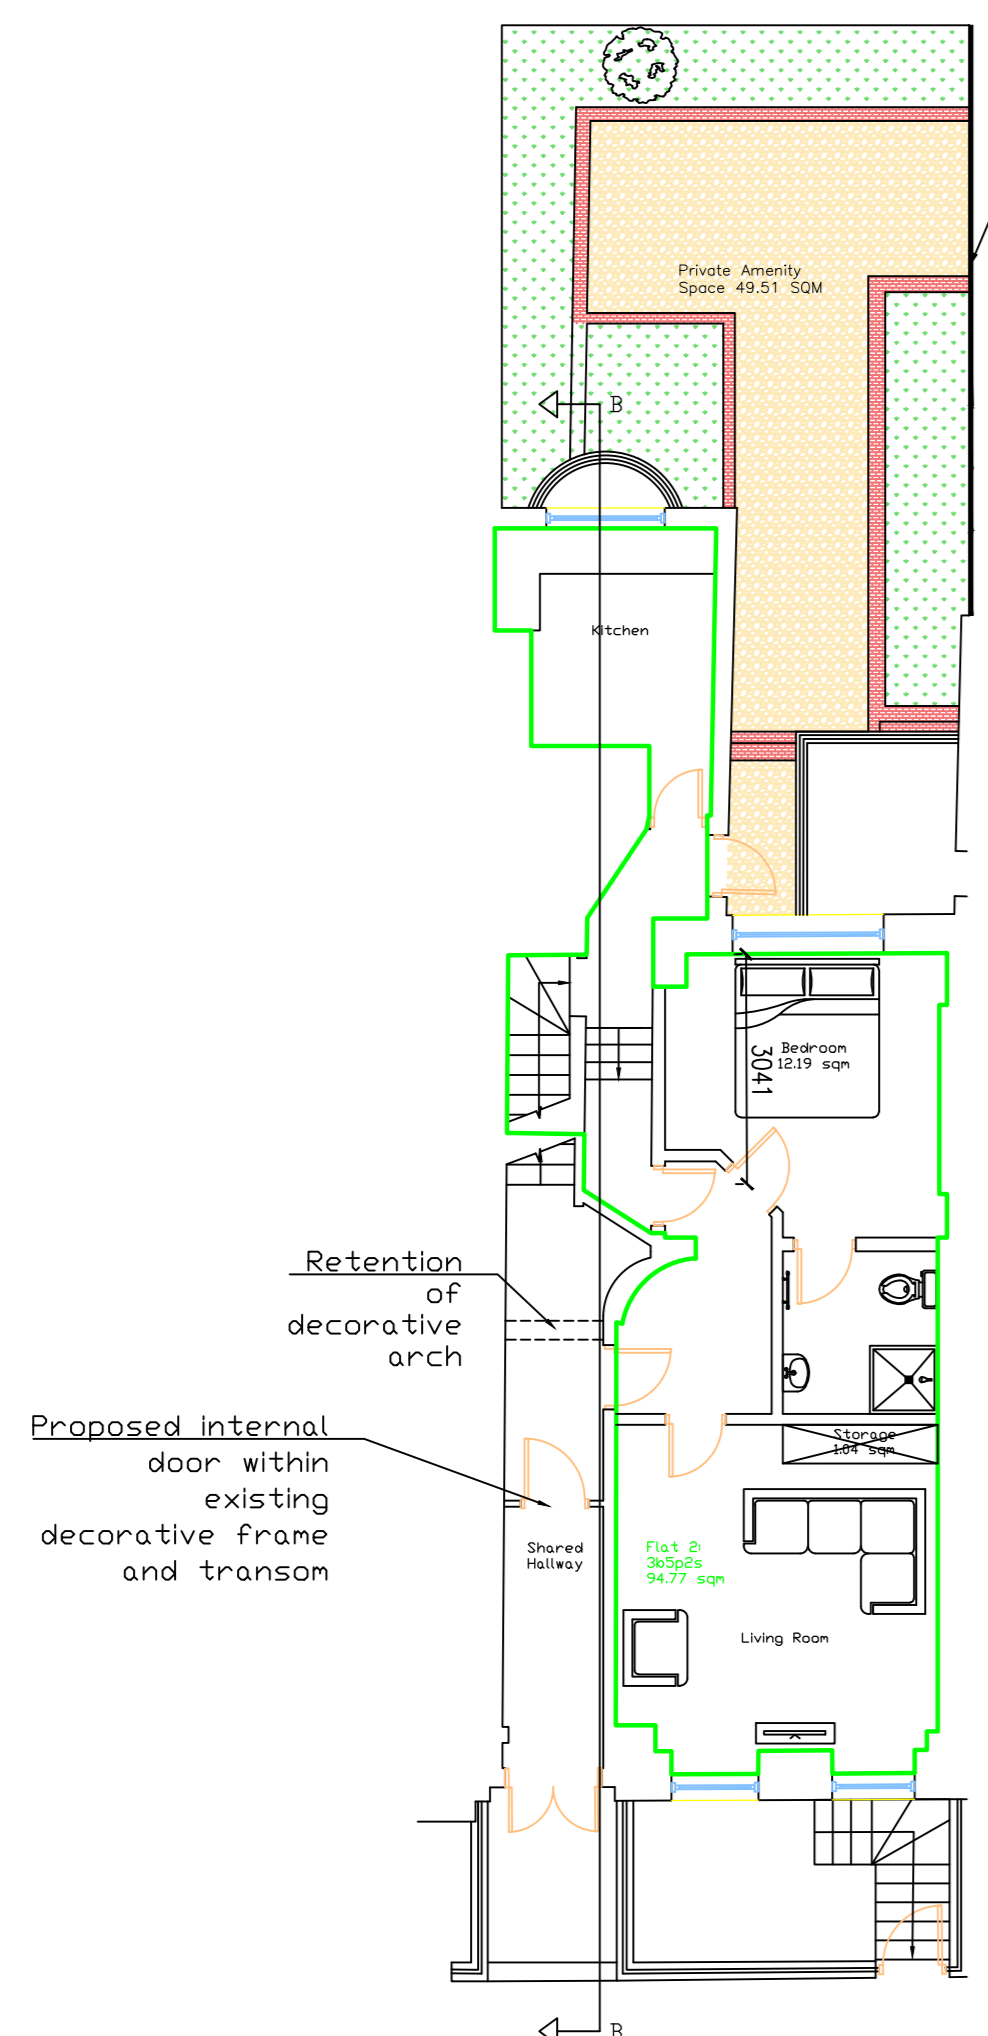 Private Amenity
Space 49.51 SQM
B
Kitchen
Bedroom
12.19 sqm
3041
Retention
of
decorative
arch
Proposed internal
door within
existing
decorative frame
and transom
Storage
1.04 sqm
Shared
Hallway
Flat 2:
3b5p2s
94.77 sqm
Living Room
B